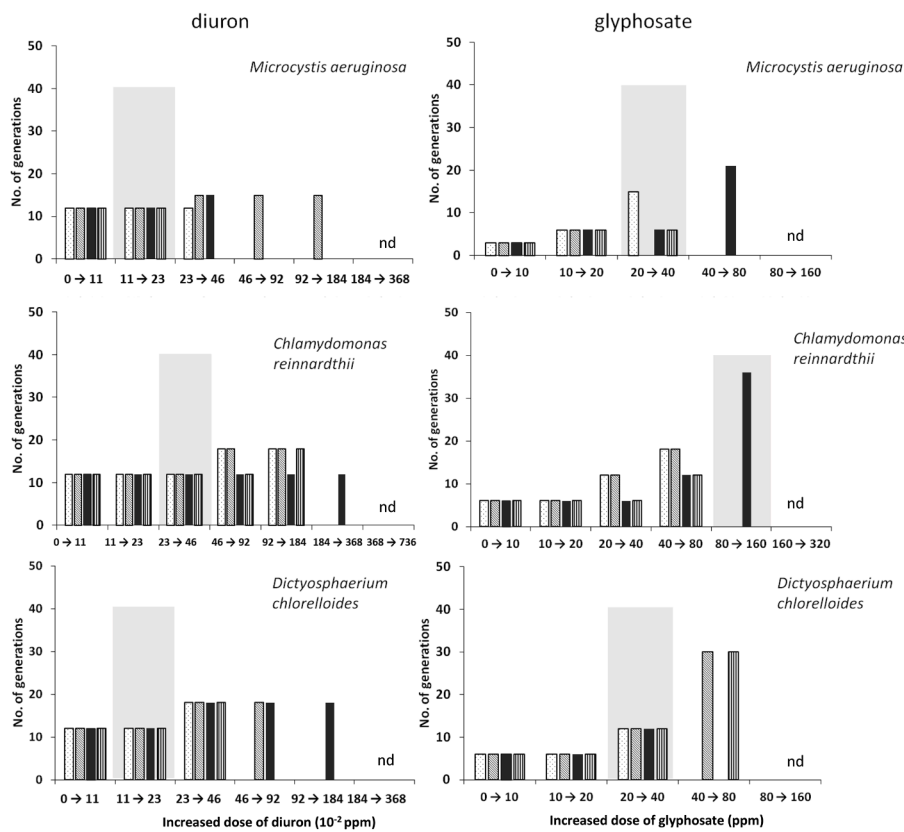 diuron
glyphosate
50
40
30
20
10
0
No. of generations
Microcystis aeruginosa
nd
0 → 11 11 → 23 23 → 46 46 → 92 92 → 184 184 → 368
50
40
30
20
10
0
No. of generations
Microcystis aeruginosa
nd
0 → 10 10 → 20 20 → 40 40 → 80 80 → 160
50
40
30
20
10
0
No. of generations
Chlamydomonas
reinnardthii
nd
0 → 11 11 → 23 23 → 46 46 → 92 92 → 184 184 → 368 368 → 736
50
40
30
20
10
0
No. of generations
Chlamydomonas
reinnardthii
nd
0 → 10 10 → 20 20 → 40 40 → 80 80 → 160 160 → 320
50
40
30
20
10
0
No. of generations
Dictyosphaerium
chlorelloides
nd
0 → 11 11 → 23 23 → 46 46 → 92 92 → 184 184 → 368
Increased dose of diuron (10-² ppm)
50
40
30
20
10
0
No. of generations
Dictyosphaerium
chlorelloides
nd
0 → 10 10 → 20 20 → 40 40 → 80 80 → 160
Increased dose of glyphosate (ppm)